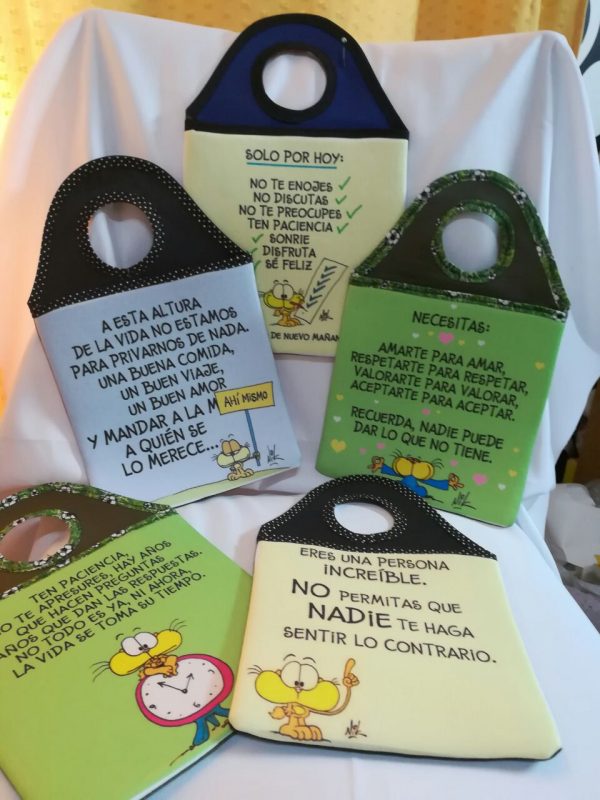 SOLO POR HOY:
NO TE ENOJES
NO DISCUTAS
NO TE PREOCUPES
TEN PACIENCIA
SONRIE
DISFRUTA
SÉ FELIZ
DE NUEVO MAÑAN
A ESTA ALTURA
DE LA VIDA NO ESTAMOS
PARA PRIVARNOS DE NADA.
UNA BUENA COMIDA,
UN BUEN VIAJE,
UN BUEN AMOR
Y MANDAR A LA M
A QUIÉN SE
LO MERECE...
AHÍ MISMO
NECESITAS:
AMARTE PARA AMAR,
RESPETARTE PARA RESPETAR,
VALORARTE PARA VALORAR,
ACEPTARTE PARA ACEPTAR.
RECUERDA, NADIE PUEDE
DAR LO QUE NO TIENE.
TEN PACIENCIA,
NO TE APRESURES, HAY AÑOS
QUE HACEN PREGUNTAS
AÑOS QUE DAN LAS RESPUESTAS.
NO TODO ES YA, NI AHORA.
LA VIDA SE TOMA SU TIEMPO.
ERES UNA PERSONA
INCREÍBLE.
NO PERMITAS QUE
NADIE TE HAGA
SENTIR LO CONTRARIO.